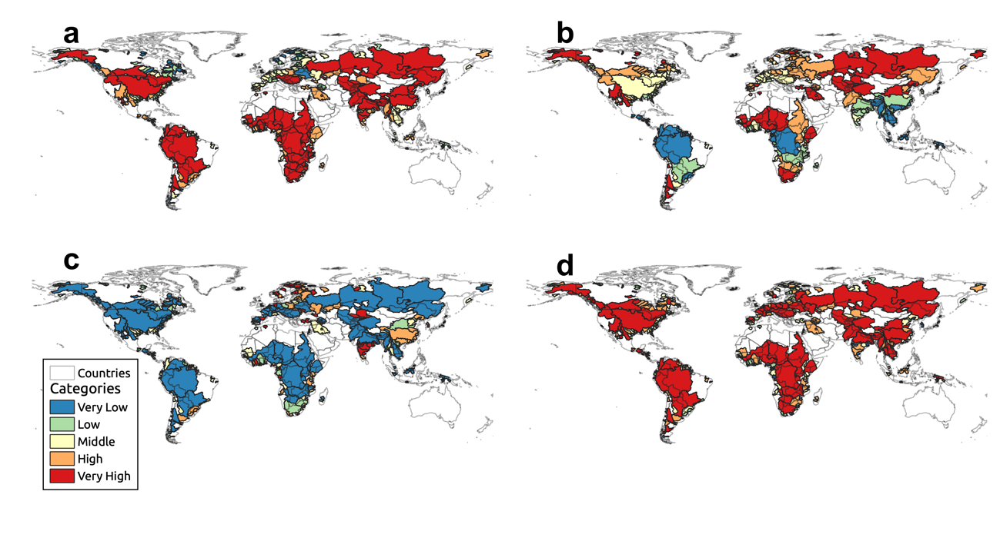 a
b
c
d
Countries
Categories
Very Low
Low
Middle
High
Very High